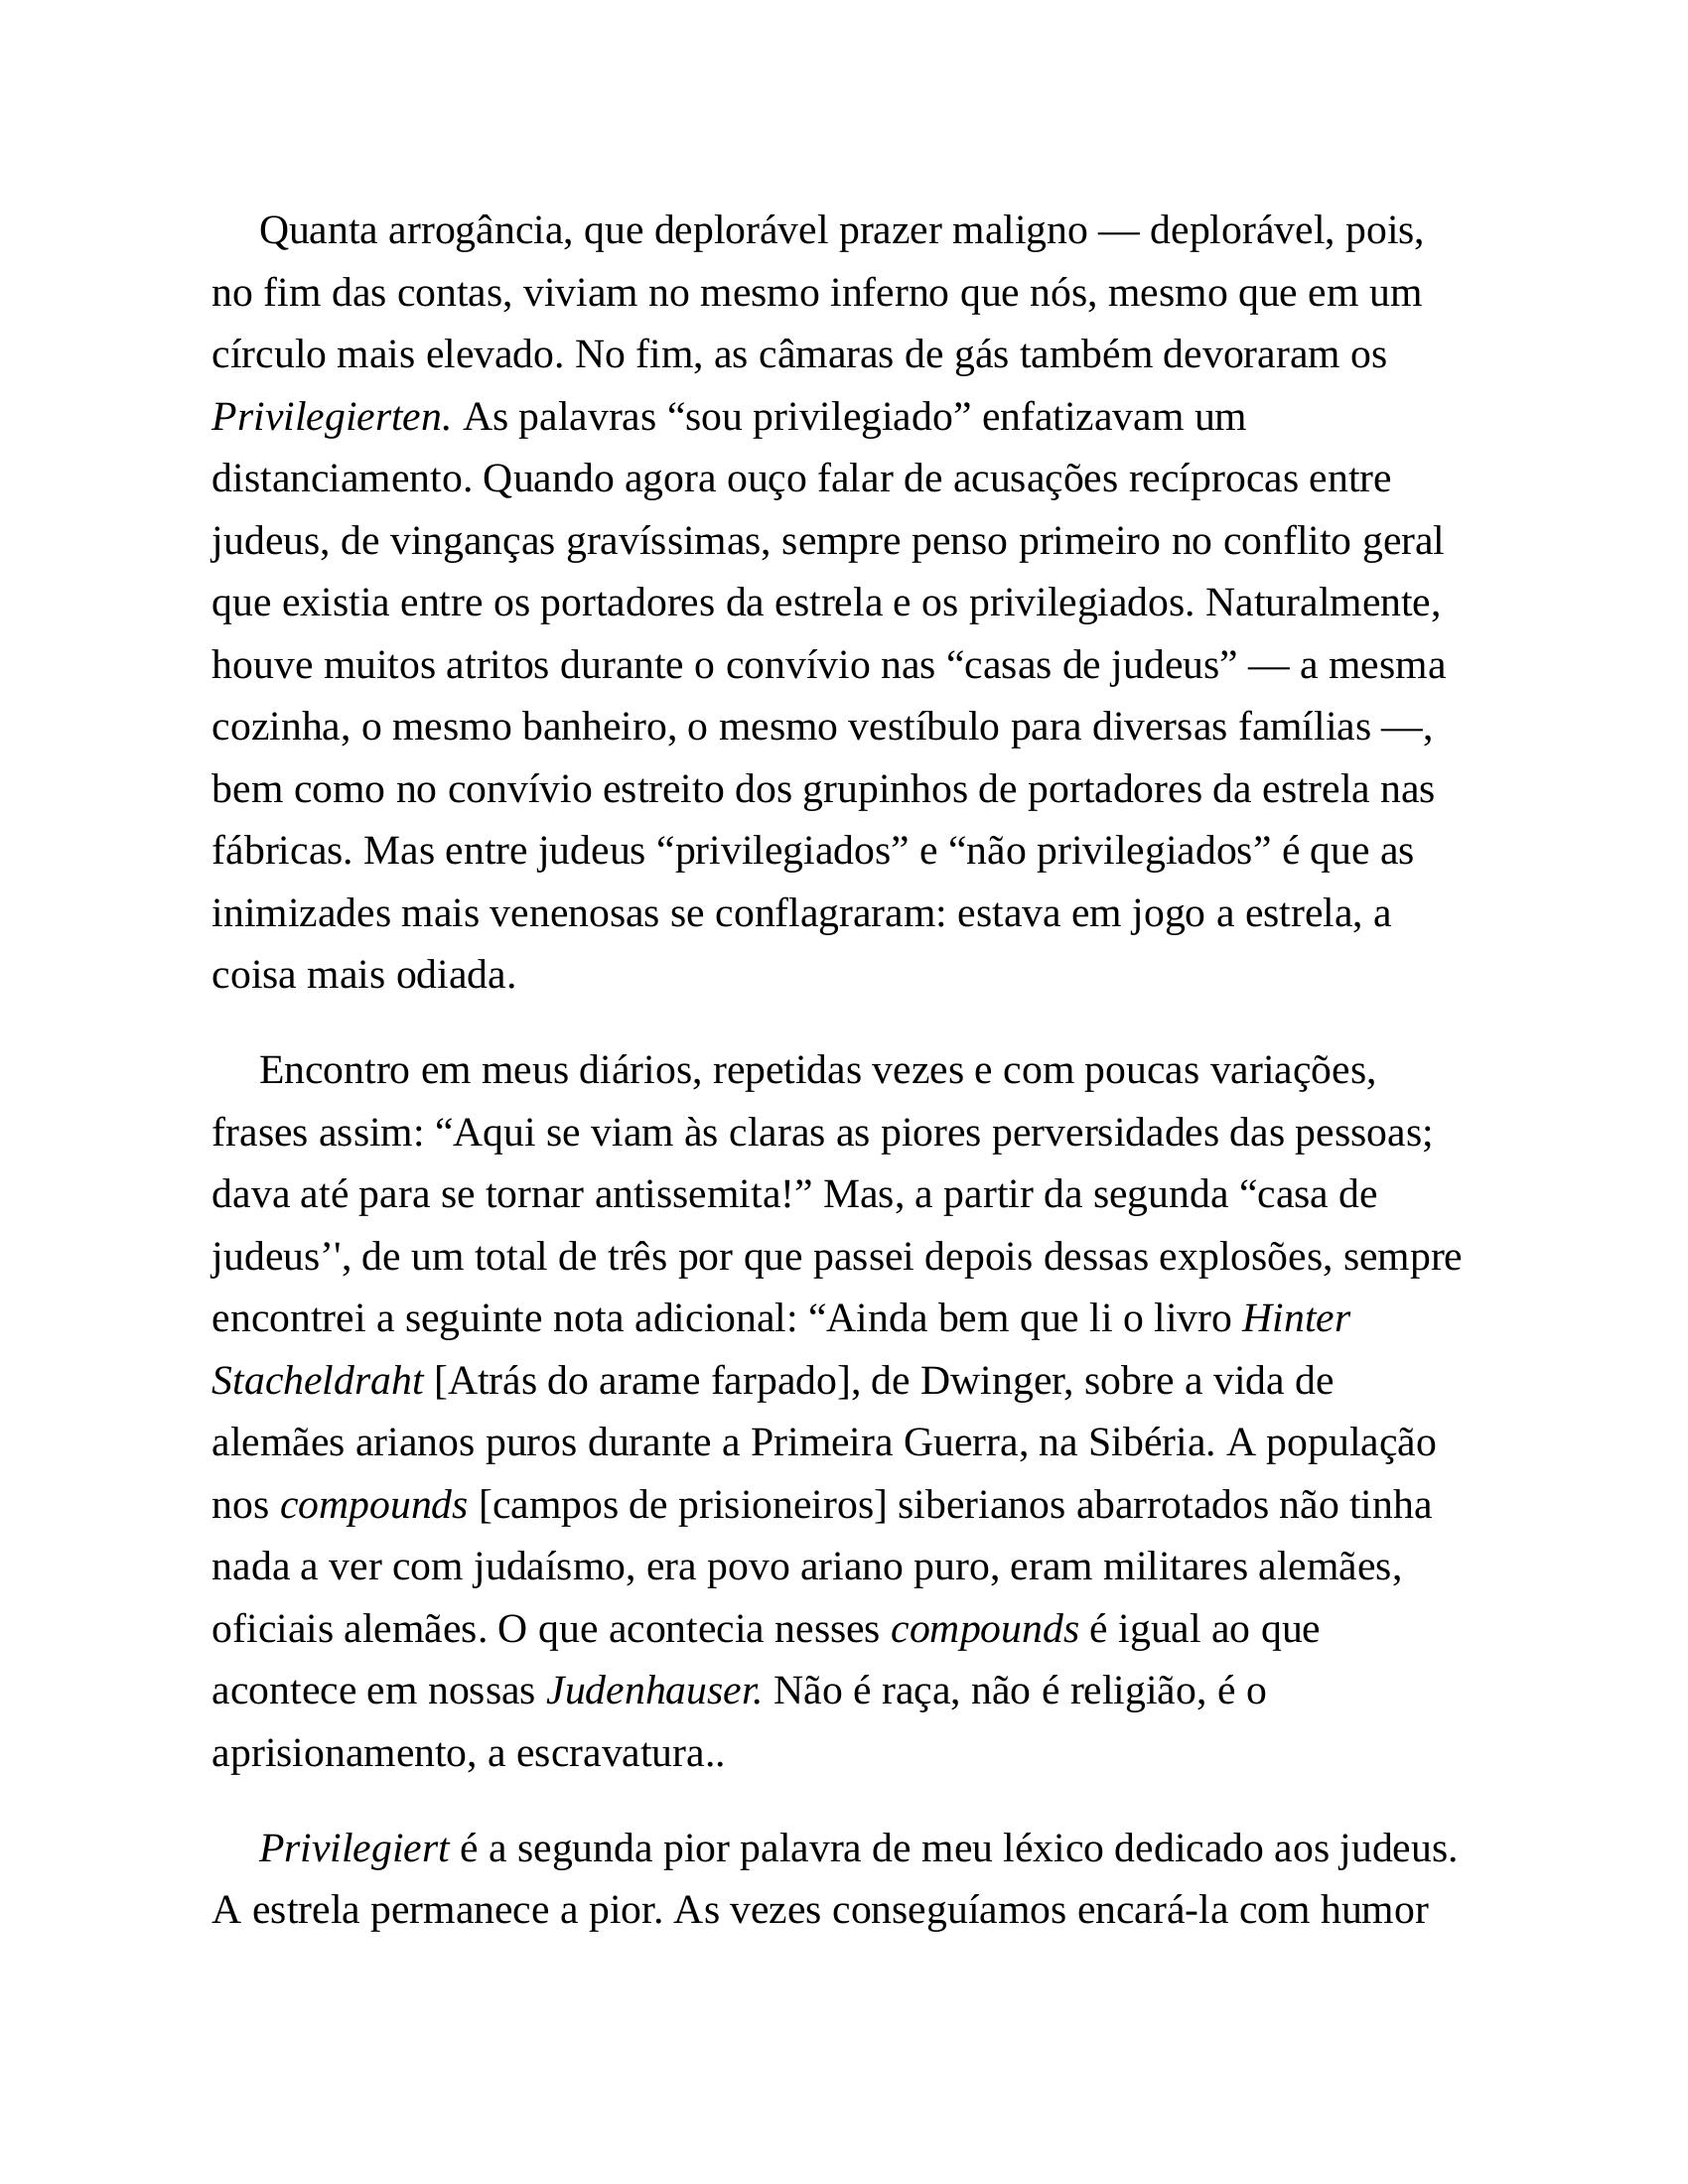 Quanta arrogância, que deplorável prazer maligno — deplorável, pois,
no fim das contas, viviam no mesmo inferno que nós, mesmo que em um
círculo mais elevado. No fim, as câmaras de gás também devoraram os
Privilegierten. As palavras “sou privilegiado” enfatizavam um
distanciamento. Quando agora ouço falar de acusações recíprocas entre
judeus, de vinganças gravíssimas, sempre penso primeiro no conflito geral
que existia entre os portadores da estrela e os privilegiados. Naturalmente,
houve muitos atritos durante o convívio nas “casas de judeus” — a mesma
cozinha, o mesmo banheiro, o mesmo vestíbulo para diversas famílias —,
bem como no convívio estreito dos grupinhos de portadores da estrela nas
fábricas. Mas entre judeus “privilegiados” e “não privilegiados” é que as
inimizades mais venenosas se conflagraram: estava em jogo a estrela, a
coisa mais odiada.
Encontro em meus diários, repetidas vezes e com poucas variações,
frases assim: “Aqui se viam às claras as piores perversidades das pessoas;
dava até para se tornar antissemita!” Mas, a partir da segunda “casa de
judeus’', de um total de três por que passei depois dessas explosões, sempre
encontrei a seguinte nota adicional: “Ainda bem que li o livro Hinter
Stacheldraht [Atrás do arame farpado], de Dwinger, sobre a vida de
alemães arianos puros durante a Primeira Guerra, na Sibéria. A população
nos compounds [campos de prisioneiros] siberianos abarrotados não tinha
nada a ver com judaísmo, era povo ariano puro, eram militares alemães,
oficiais alemães. O que acontecia nesses compounds é igual ao que
acontece em nossas Judenhauser. Não é raça, não é religião, é o
aprisionamento, a escravatura..
Privilegiert é a segunda pior palavra de meu léxico dedicado aos judeus.
A estrela permanece a pior. As vezes conseguíamos encará-la com humor